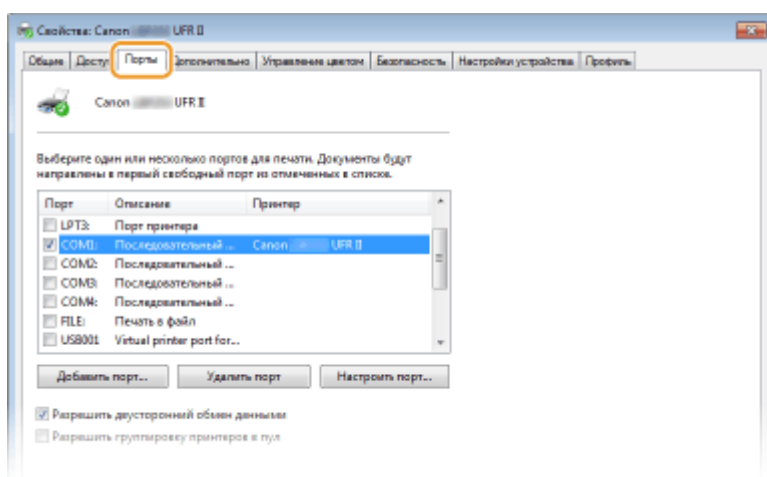 Свойства: Canon UFR II
Общие Доступ Порты Дополнительно Управление цветом Безопасность Настройки устройства Профиль
Canon UFR II
Выберите один или несколько портов для печати. Документы будут
направлены в первый свободный порт из отмеченных в списке.
Порт Описание Принтер
LPT3: Порт принтера
COM1: Последовательный ... Canon UFR II
COM2: Последовательный ...
COM3: Последовательный ...
COM4: Последовательный ...
FILE: Печать в файл
USB001 Virtual printer port for...
Добавить порт... Удалить порт Настроить порт...
Разрешить двусторонний обмен данными
Разрешить группировку принтеров в пул